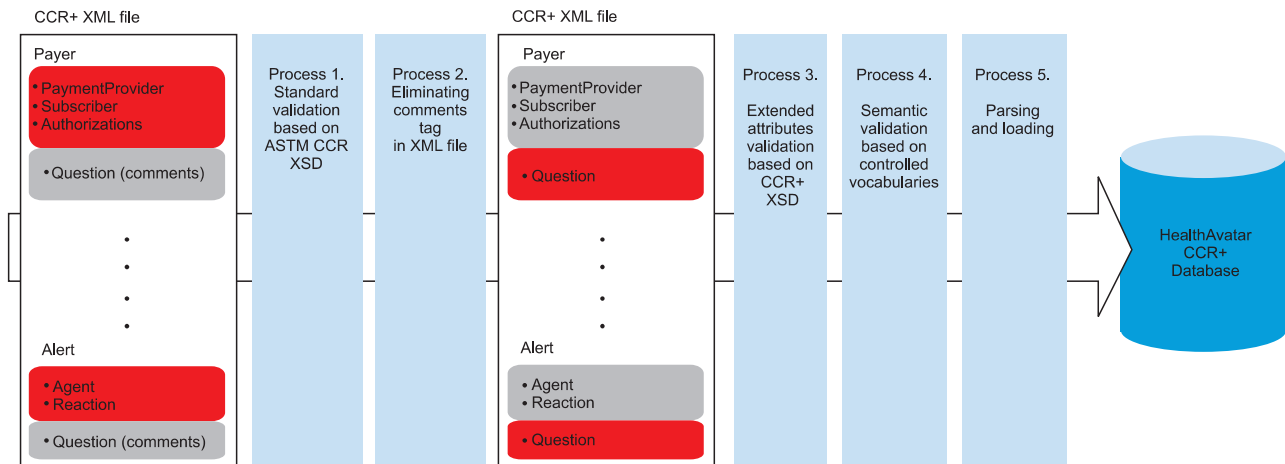 CCR+ XML file
Payer
• PaymentProvider
• Subscriber
• Authorizations
• Question (comments)
Alert
• Agent
• Reaction
• Question (comments)
Process 1.
Standard
validation
based on
ASTM CCR
XSD
Process 2.
Eliminating
comments
tag
in XML file
CCR+ XML file
Payer
• PaymentProvider
• Subscriber
• Authorizations
• Question
Alert
• Agent
• Reaction
• Question
Process 3.
Extended
attributes
validation
based on
CCR+
XSD
Process 4.
Semantic
validation
based on
controlled
vocabularies
Process 5.
Parsing
and loading
HealthAvatar
CCR+
Database